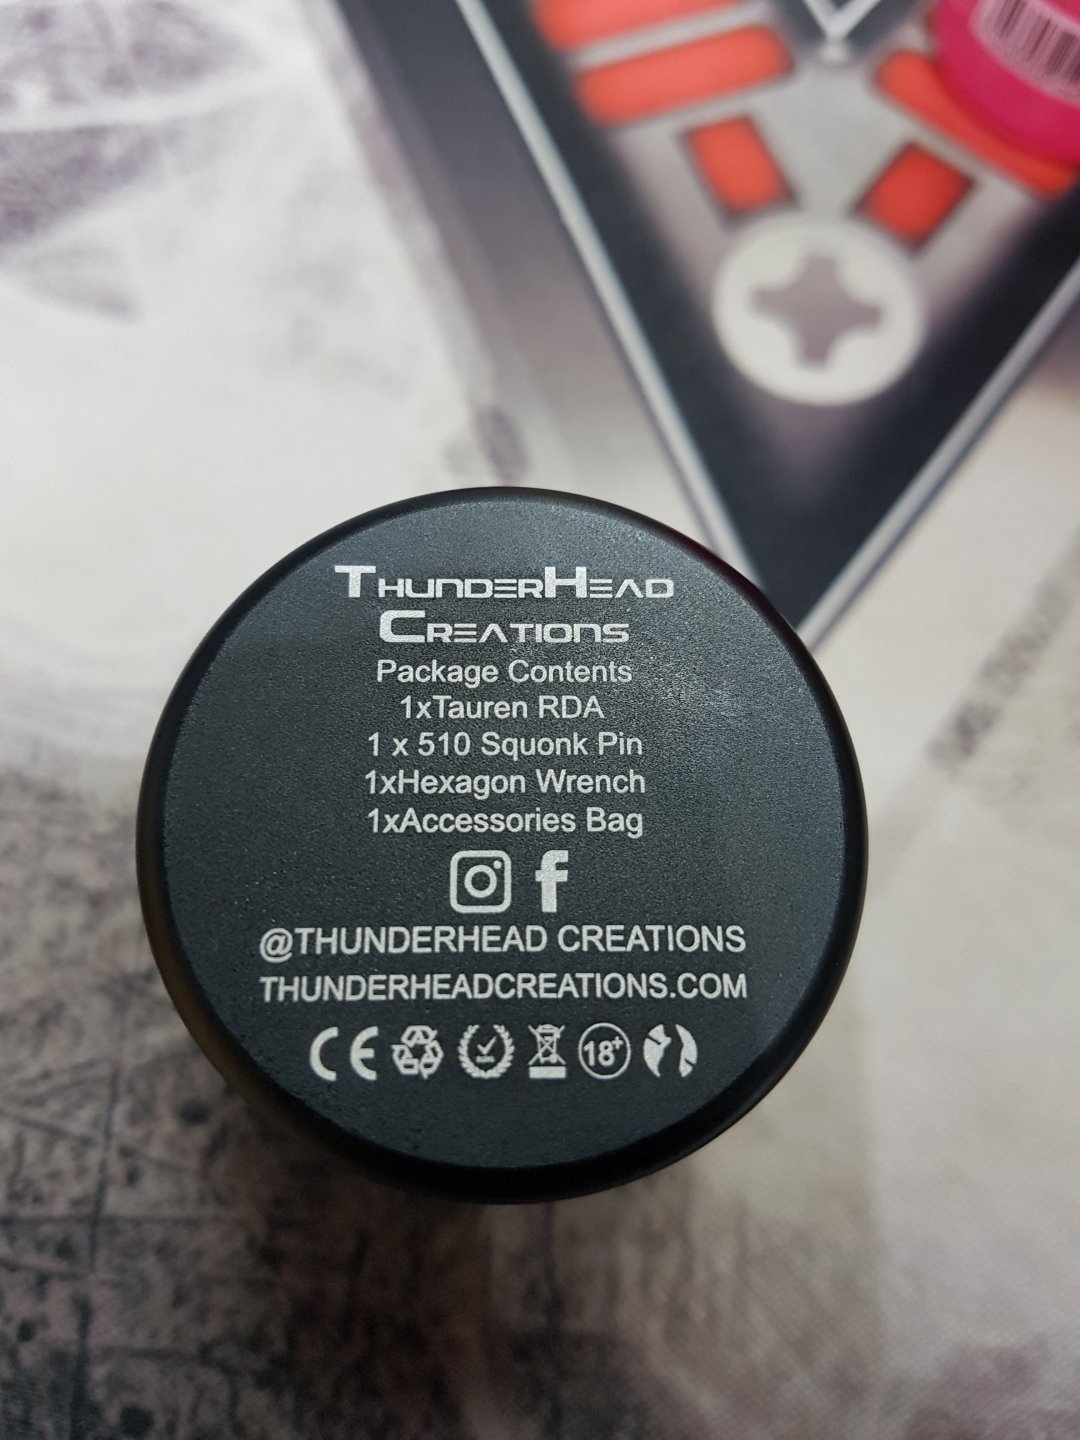 THUNDERHEAD
CREATIONS
Package Contents
1xTauren RDA
1 x 510 Squonk Pin
1xHexagon Wrench
1xAccessories Bag
@THUNDERHEAD CREATIONS
THUNDERHEADCREATIONS.COM
CE 18+